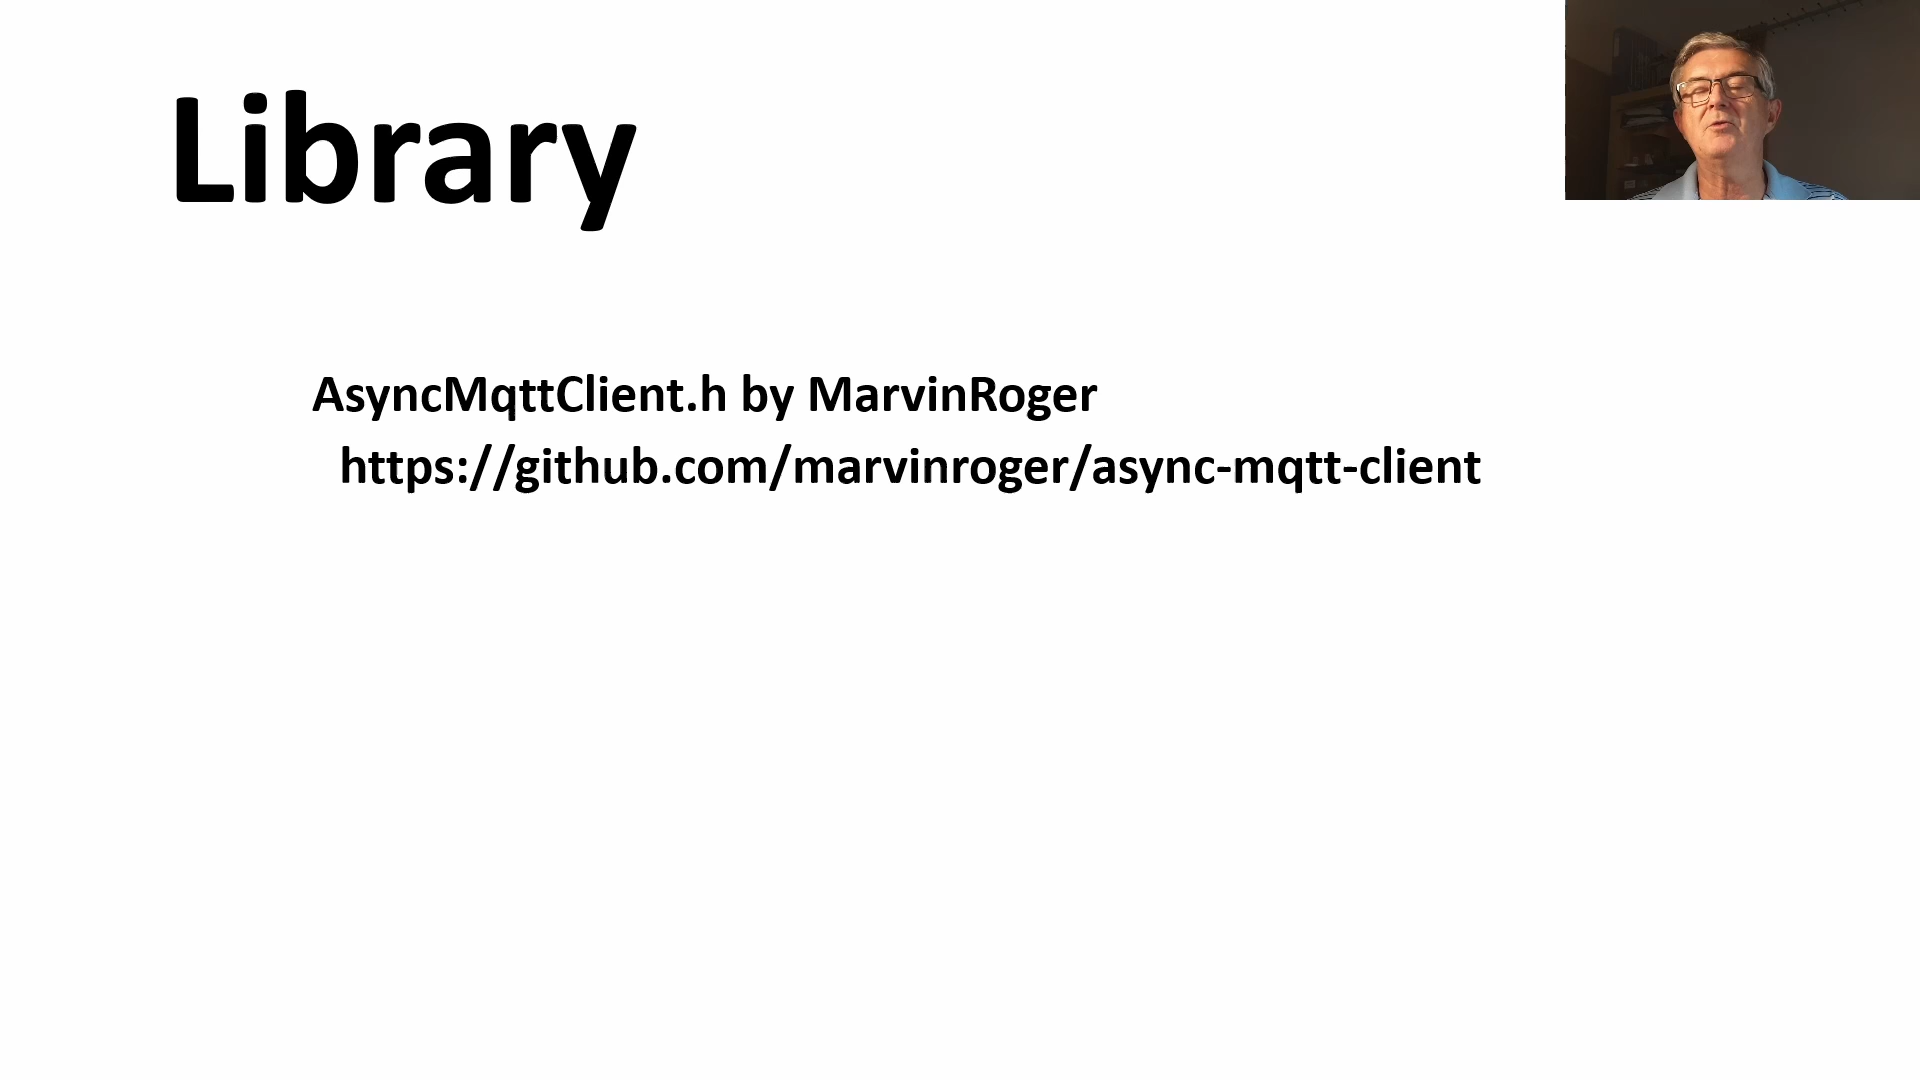 Library
AsyncMqttClient.h by MarvinRoger
https://github.com/marvinroger/async-mqtt-client